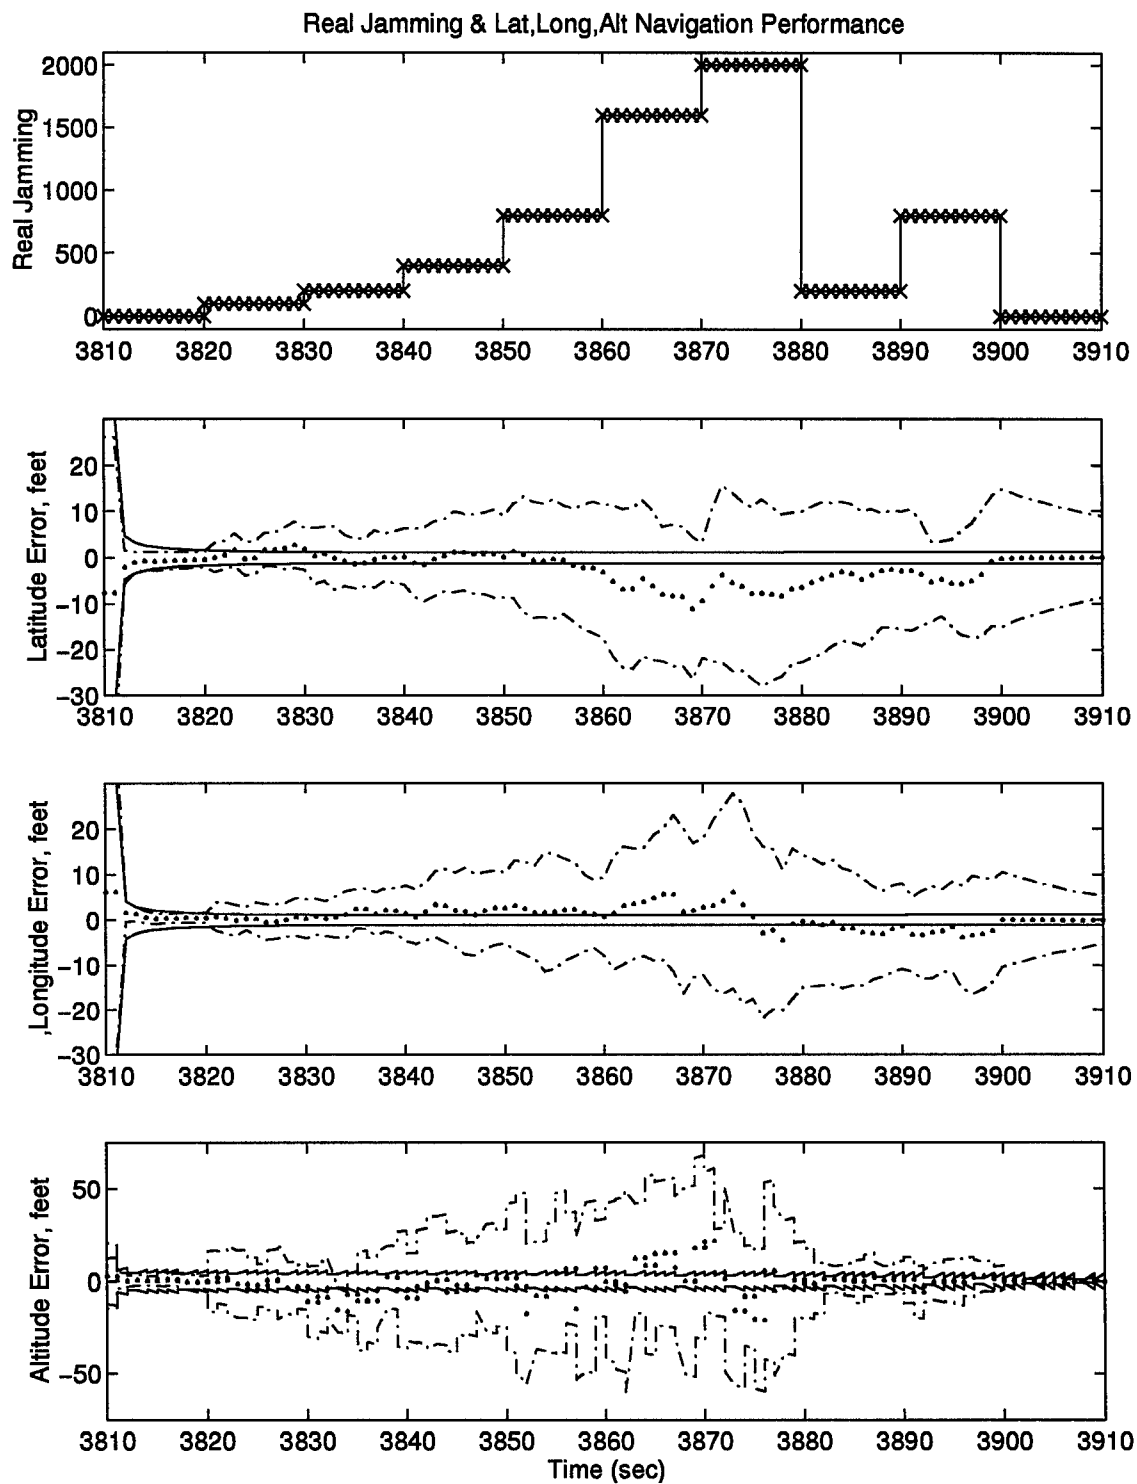 Real Jamming & Lat,Long,Alt Navigation Performance
Real Jamming
2000
1500
1000
500
0
3810 3820 3830 3840 3850 3860 3870 3880 3890 3900 3910
Latitude Error, feet
20
10
0
−10
−20
−30
3810 3820 3830 3840 3850 3860 3870 3880 3890 3900 3910
,Longitude Error, feet
20
10
0
−10
−20
−30
3810 3820 3830 3840 3850 3860 3870 3880 3890 3900 3910
Altitude Error, feet
50
0
−50
3810 3820 3830 3840 3850 3860 3870 3880 3890 3900 3910
Time (sec)